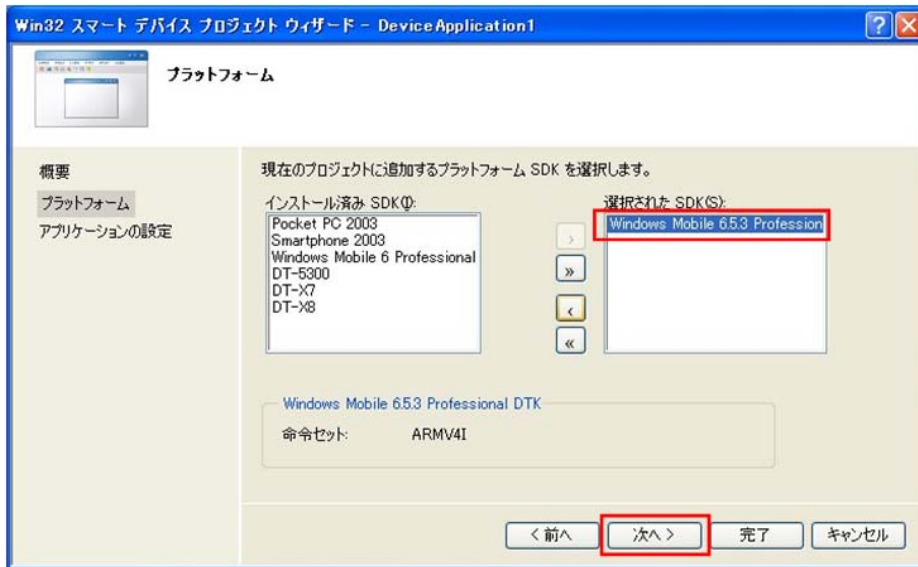 Win32 スマート デバイス プロジェクト ウィザード - DeviceApplication1
プラットフォーム
概要
プラットフォーム
アプリケーションの設定
現在のプロジェクトに追加するプラットフォーム SDK を選択します。
インストール済み SDK(I):
Pocket PC 2003
Smartphone 2003
Windows Mobile 6 Professional
DT-5300
DT-X7
DT-X8
>
»
<
«
選択された SDK(S):
Windows Mobile 6.5.3 Profession
Windows Mobile 6.5.3 Professional DTK
命令セット: ARMV4I
< 前へ
次へ >
完了
キャンセル